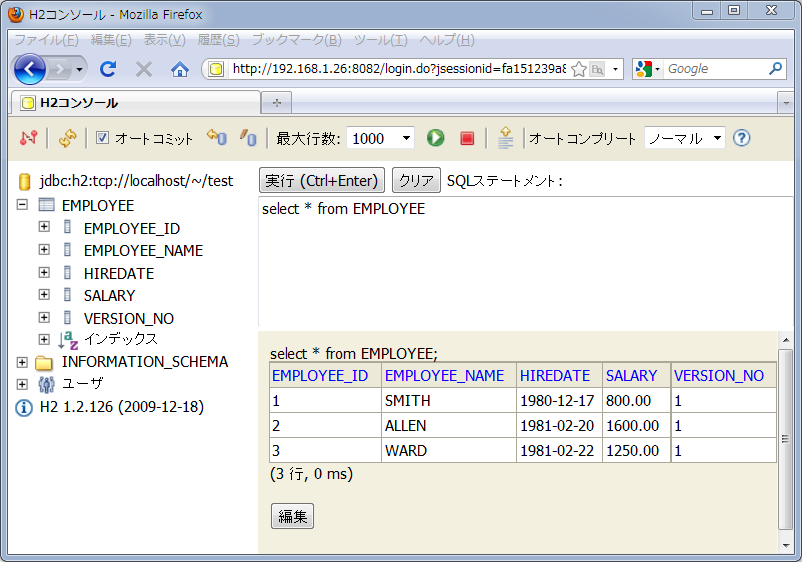 H2コンソール - Mozilla Firefox
ファイル(F) 編集(E) 表示(V) 履歴(S) ブックマーク(B) ツール(T) ヘルプ(H)
http://192.168.1.26:8082/login.do?jsessionid=fa151239a8 Google
H2コンソール
オートコミット 最大行数: 1000 オートコンプリート ノーマル
jdbc:h2:tcp://localhost/~/test
EMPLOYEE
EMPLOYEE_ID
EMPLOYEE_NAME
HIREDATE
SALARY
VERSION_NO
インデックス
INFORMATION_SCHEMA
ユーザ
H2 1.2.126 (2009-12-18)
実行 (Ctrl+Enter) クリア SQLステートメント:
select * from EMPLOYEE
select * from EMPLOYEE;
EMPLOYEE_ID EMPLOYEE_NAME HIREDATE SALARY VERSION_NO
1 SMITH 1980-12-17 800.00 1
2 ALLEN 1981-02-20 1600.00 1
3 WARD 1981-02-22 1250.00 1
(3 行, 0 ms)
編集